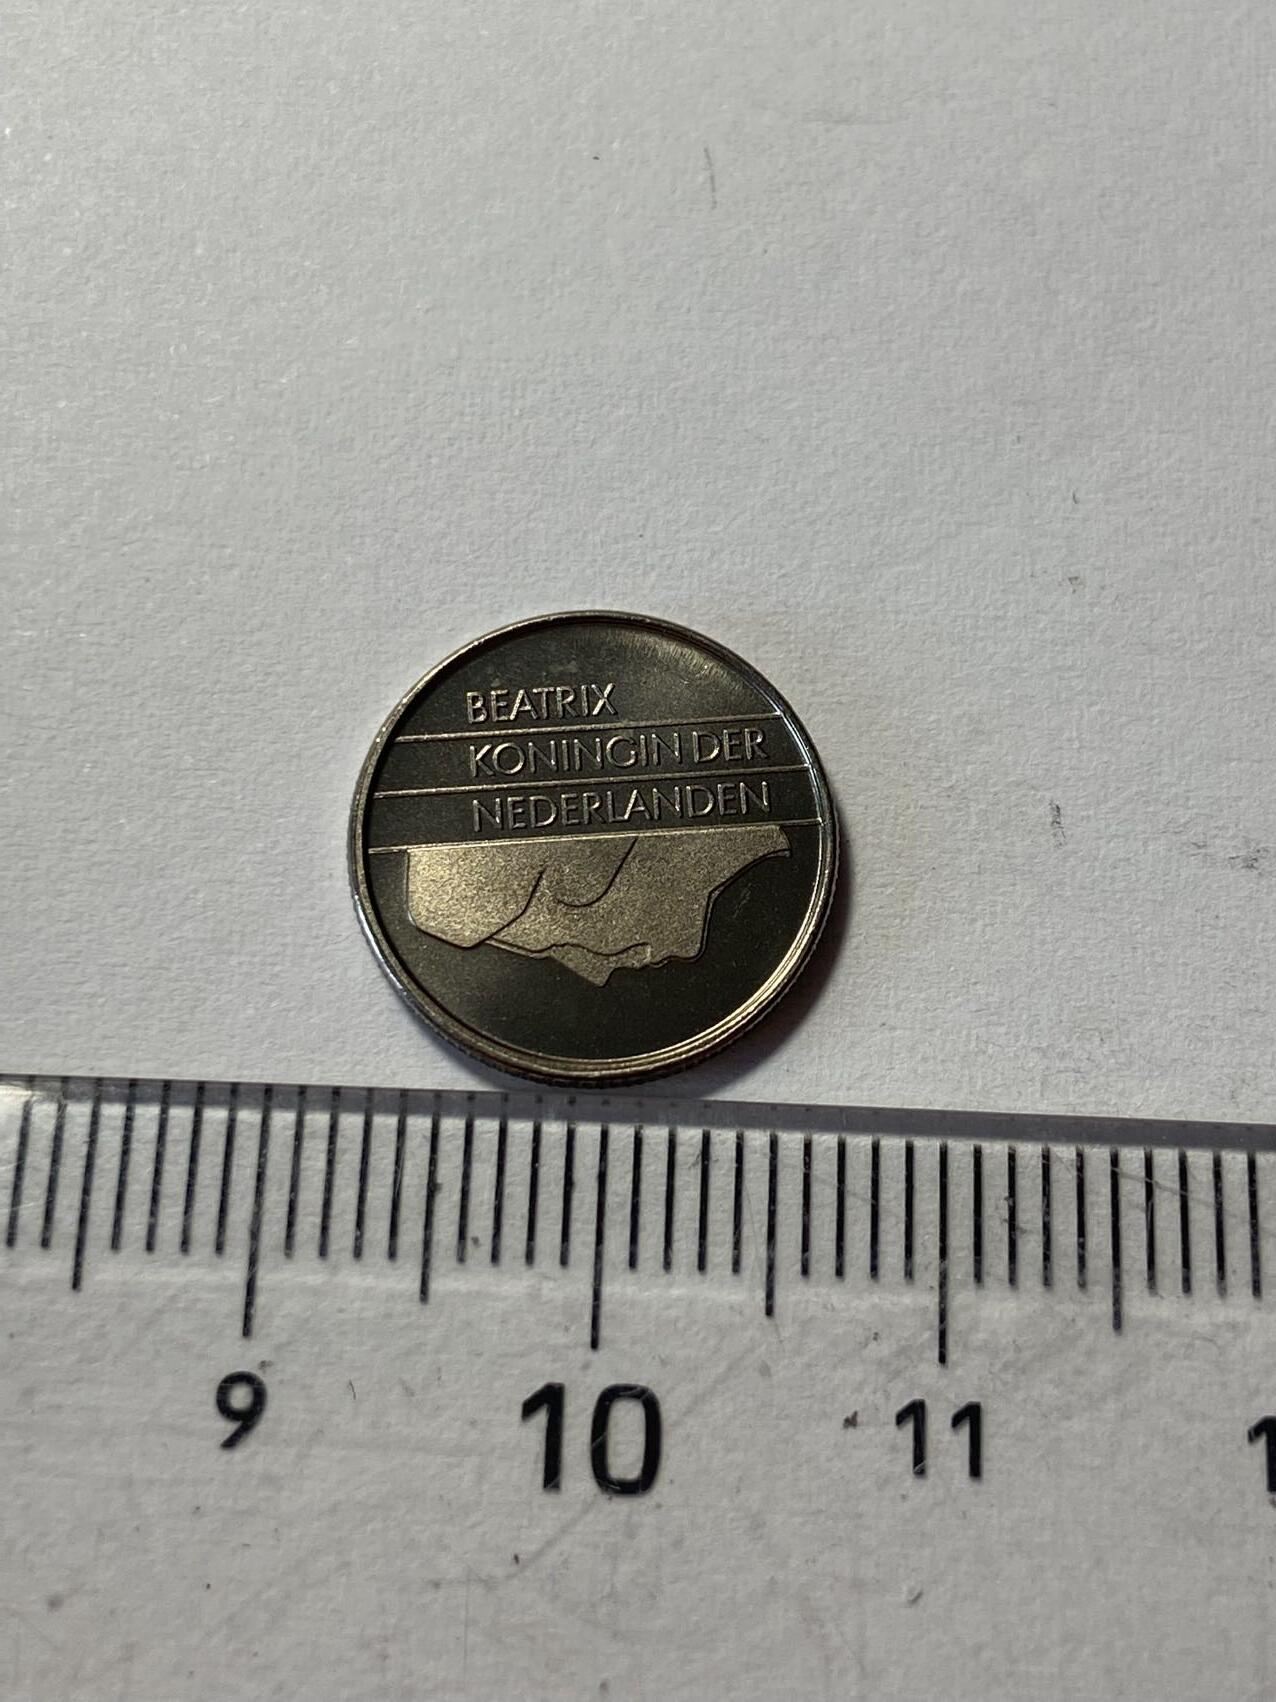 BEATRIX
KONINGIN DER
NEDERLANDEN
9 10 11